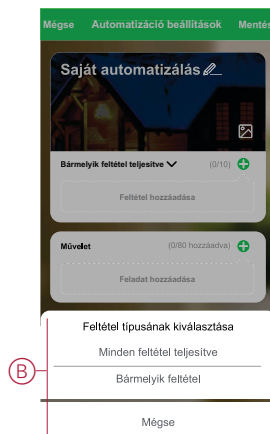 Mégse Automatizáció beállítások Mentés
Saját automatizálás
Bármelyik feltétel teljesítve (0/10)
Feltétel hozzáadása
Művelet (0/80 hozzáadva)
Feladat hozzáadása
Feltétel típusának kiválasztása
Minden feltétel teljesítve
B
Bármelyik feltétel
Mégse